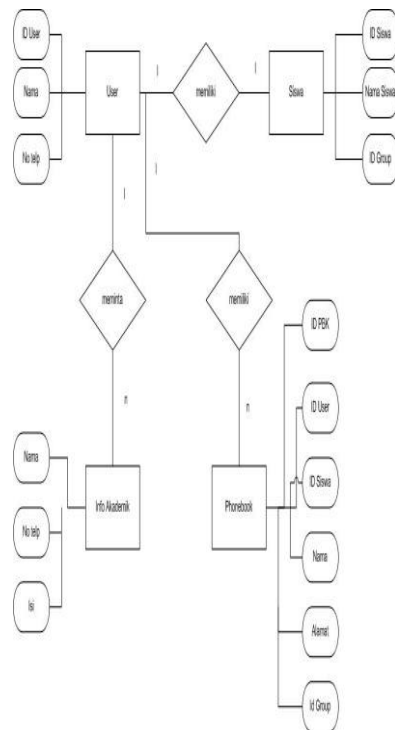 ID User
Nama
No telp
User
l
memiliki
l
Siswa
ID Siswa
Nama Siswa
ID Group
l
l
meminta
memiliki
n
n
Nama
No telp
Isi
Info Akademik
Phonebook
ID PBK
ID User
ID Siswa
Nama
Alamat
Id Group